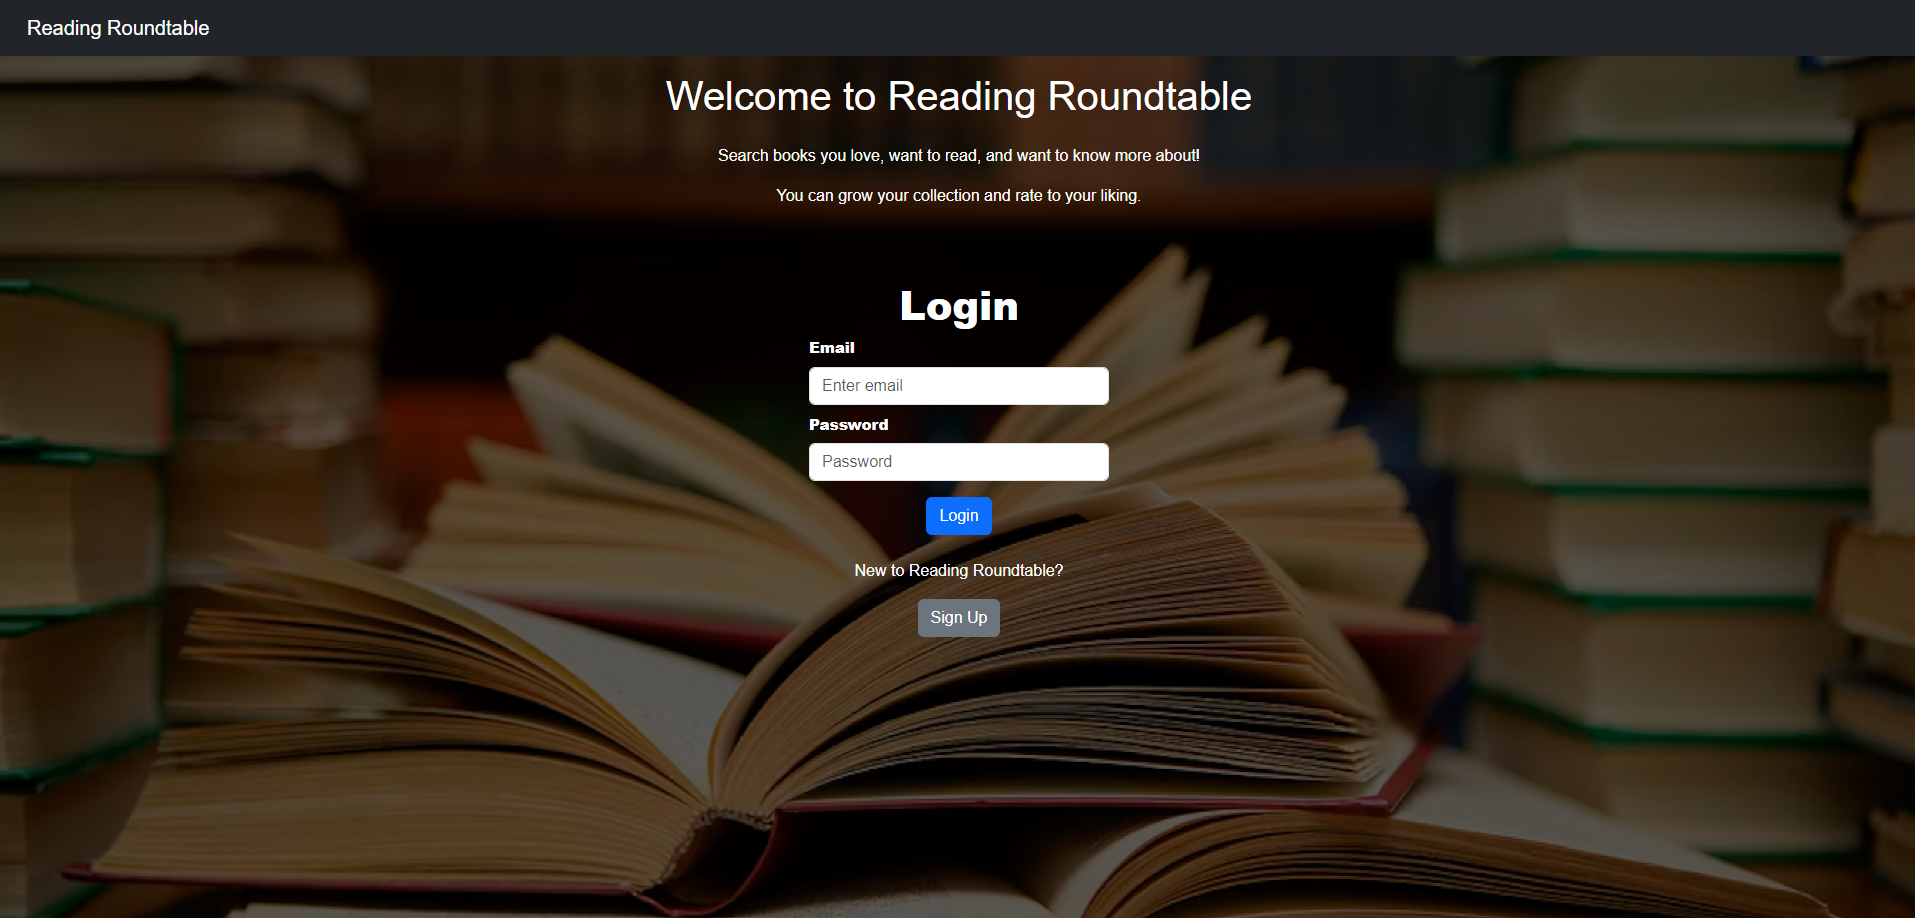 Reading Roundtable
Welcome to Reading Roundtable
Search books you love, want to read, and want to know more about!
You can grow your collection and rate to your liking.
Login
Email
Enter email
Password
Password
Login
New to Reading Roundtable?
Sign Up